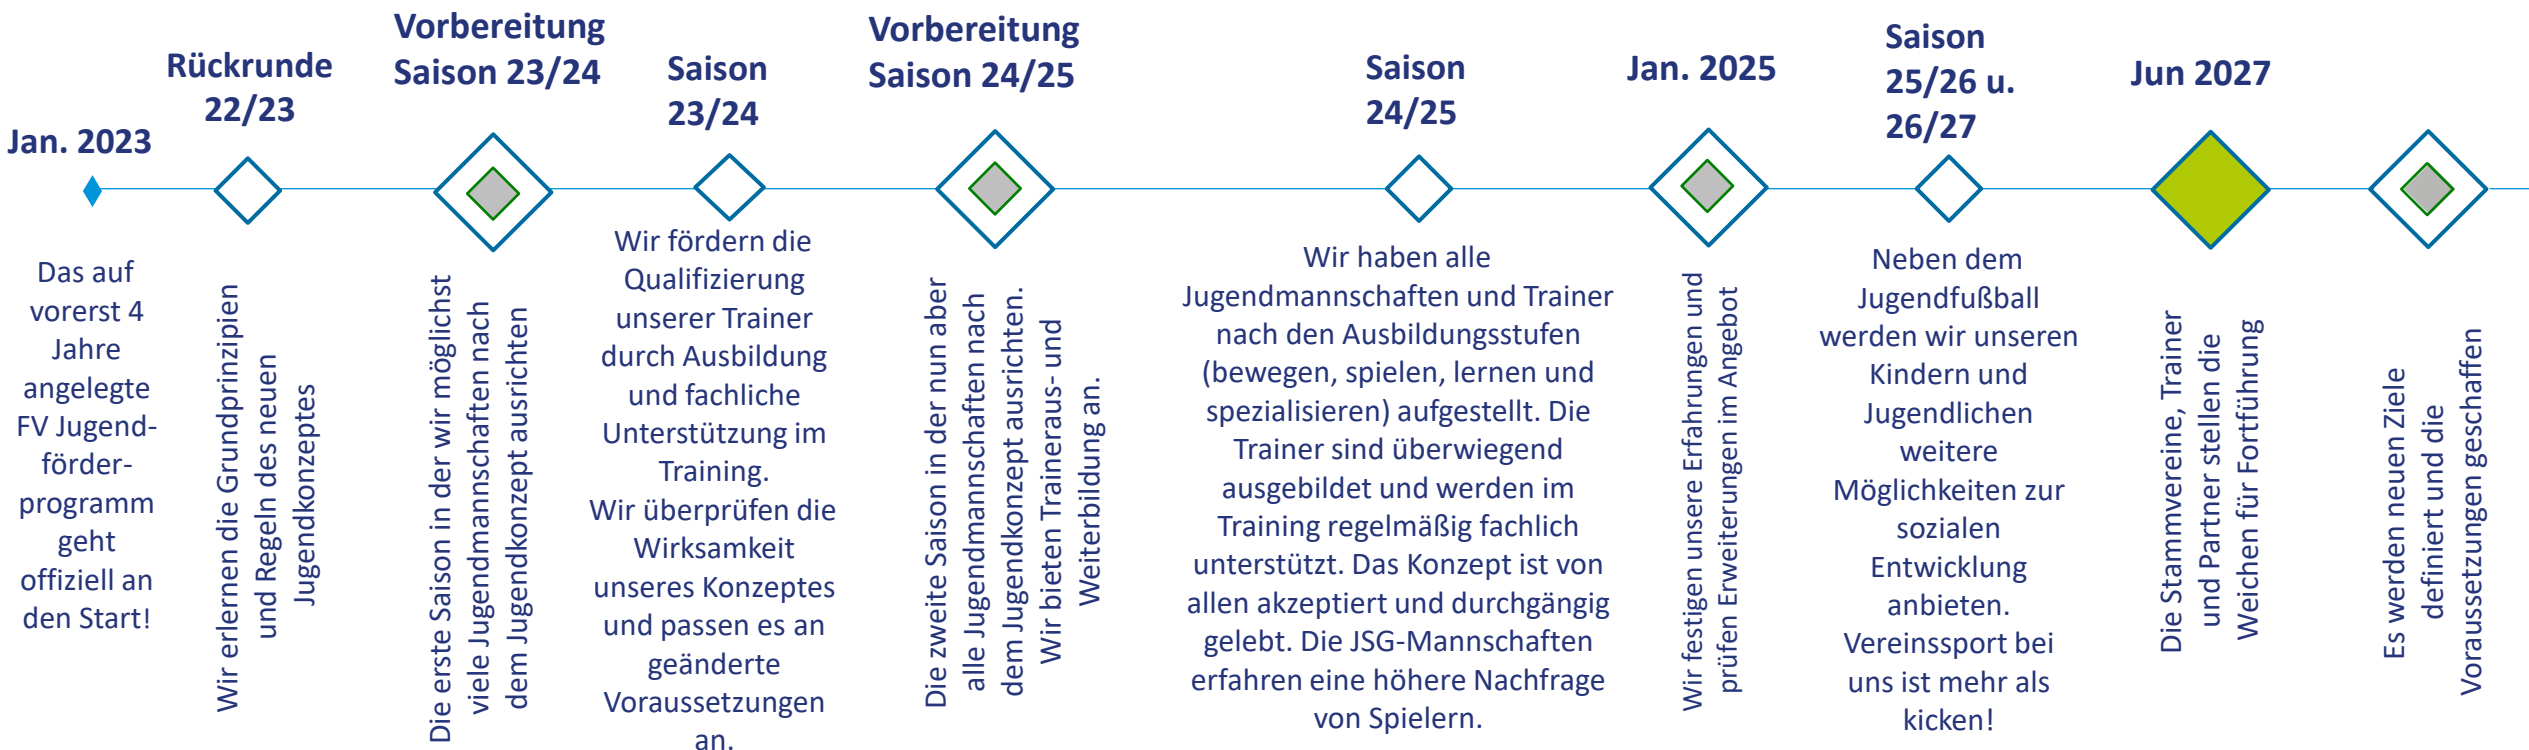 Jan. 2023
Das auf
vorerst 4
Jahre
angelegte
FV Jugend-
förder-
programm
geht
offiziell an
den Start!
Rückrunde
22/23
Wir erlernen die Grundprinzipien
und Regeln des neuen
Jugendkonzeptes
Vorbereitung
Saison 23/24
Die erste Saison in der wir möglichst
viele Jugendmannschaften nach
dem Jugendkonzept ausrichten
Saison
23/24
Wir fördern die
Qualifizierung
unserer Trainer
durch Ausbildung
und fachliche
Unterstützung im
Training.
Wir überprüfen die
Wirksamkeit
unseres Konzeptes
und passen es an
geänderte
Voraussetzungen
an.
Vorbereitung
Saison 24/25
Die zweite Saison in der nun aber
alle Jugendmannschaften nach
dem Jugendkonzept ausrichten.
Wir bieten Traineraus- und
Weiterbildung an.
Saison
24/25
Wir haben alle
Jugendmannschaften und Trainer
nach den Ausbildungsstufen
(bewegen, spielen, lernen und
spezialisieren) aufgestellt. Die
Trainer sind überwiegend
ausgebildet und werden im
Training regelmäßig fachlich
unterstützt. Das Konzept ist von
allen akzeptiert und durchgängig
gelebt. Die JSG-Mannschaften
erfahren eine höhere Nachfrage
von Spielern.
Jan. 2025
Wir festigen unsere Erfahrungen und
prüfen Erweiterungen im Angebot
Saison
25/26 u.
26/27
Neben dem
Jugendfußball
werden wir unseren
Kindern und
Jugendlichen
weitere
Möglichkeiten zur
sozialen
Entwicklung
anbieten.
Vereinssport bei
uns ist mehr als
kicken!
Jun 2027
Die Stammvereine, Trainer
und Partner stellen die
Weichen für Fortführung
Es werden neuen Ziele
definiert und die
Voraussetzungen geschaffen